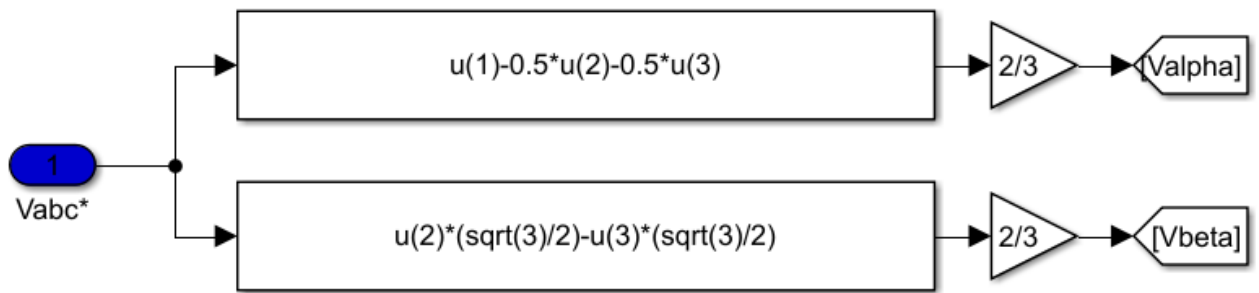 u(1)-0.5*u(2)-0.5*u(3)
2/3
[Valpha]
1
Vabc*
u(2)*(sqrt(3)/2)-u(3)*(sqrt(3)/2)
2/3
[Vbeta]